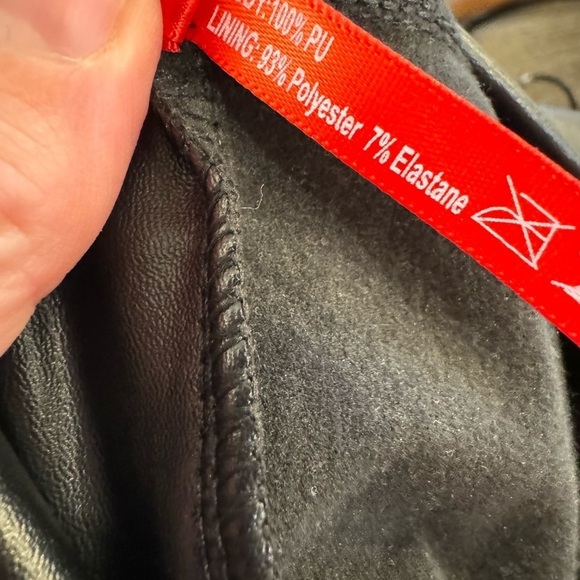 100% PU
LINING: 93% Polyester 7% Elastane